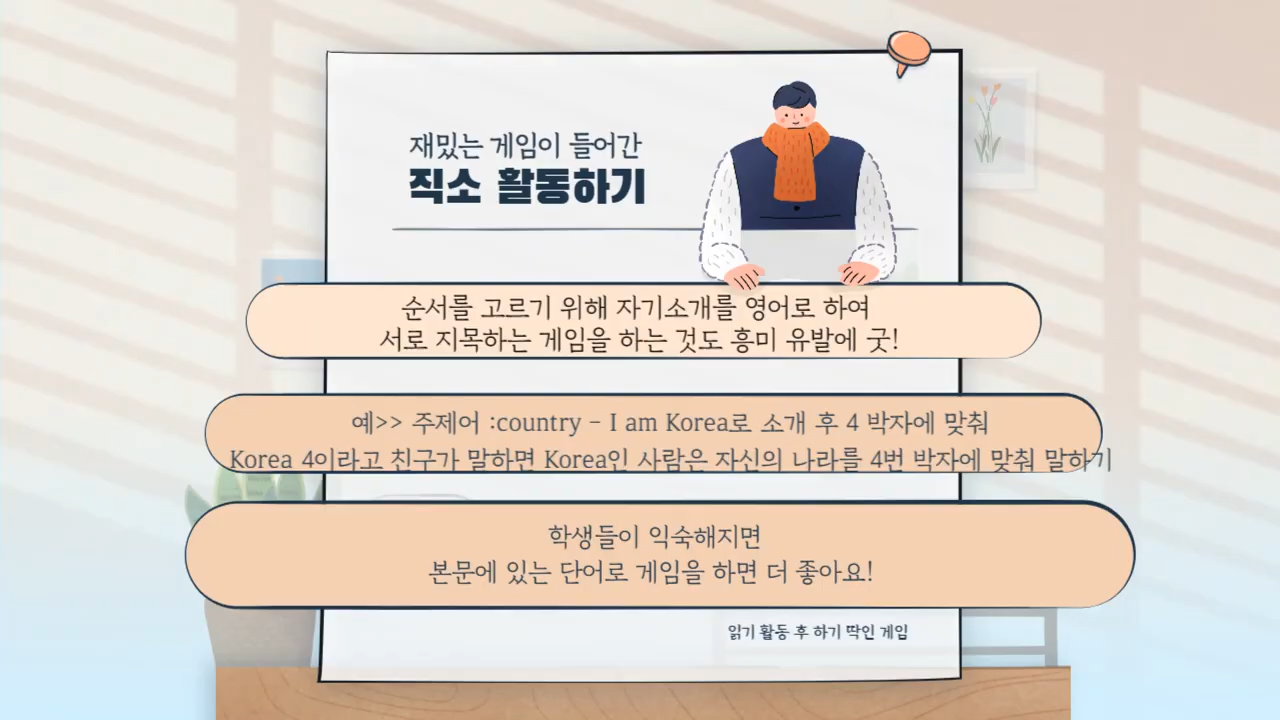 재밌는 게임이 들어간
직소 활동하기
순서를 고르기 위해 자기소개를 영어로 하여
서로 지목하는 게임을 하는 것도 흥미 유발에 굿!
예>> 주제어 :country - I am Korea로 소개 후 4 박자에 맞춰
Korea 4이라고 친구가 말하면 Korea인 사람은 자신의 나라를 4번 박자에 맞춰 말하기
학생들이 익숙해지면
본문에 있는 단어로 게임을 하면 더 좋아요!
읽기 활동 후 하기 딱인 게임